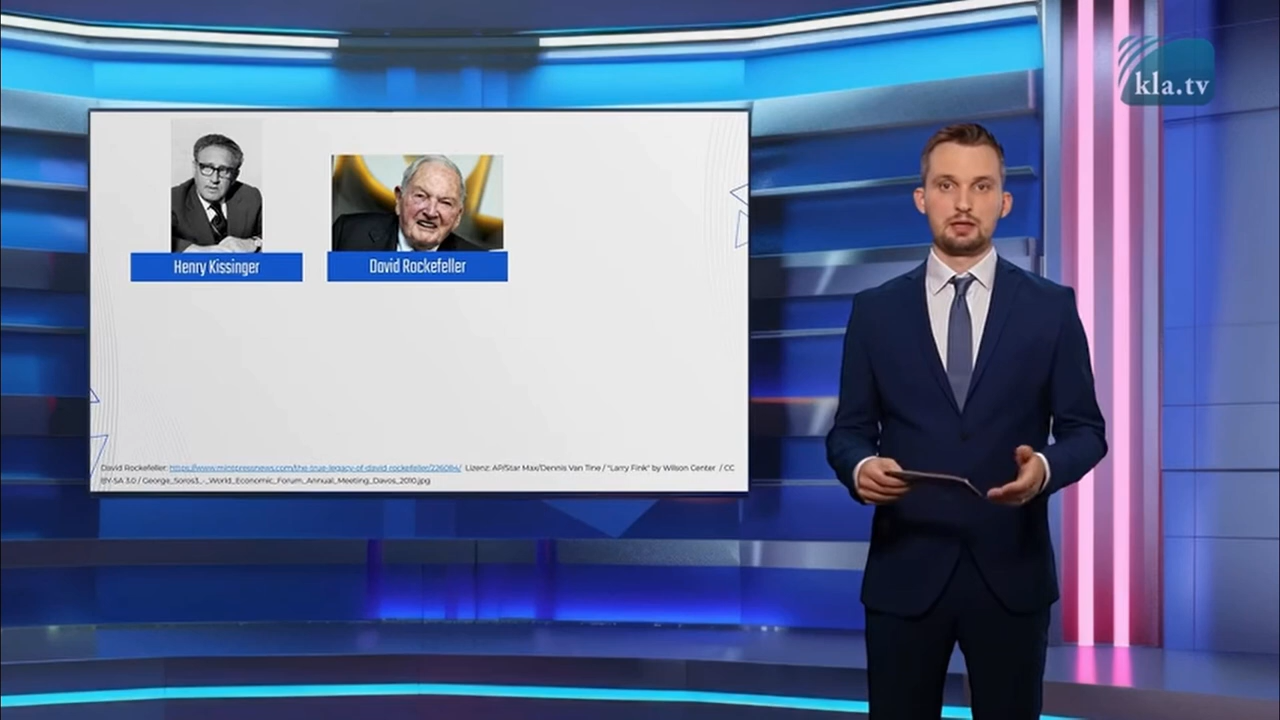 kla.tv
Henry Kissinger
David Rockefeller
David Rockefeller: https://www.mintpressnews.com/the-true-legacy-of-david-rockefeller/226084/ Lizenz: AP/Star Max/Dennis Van Tine / "Larry Fink" by Wilson Center / CC
BY-SA 3.0 / George_Soros3_-_World_Economic_Forum_Annual_Meeting_Davos_2010.jpg